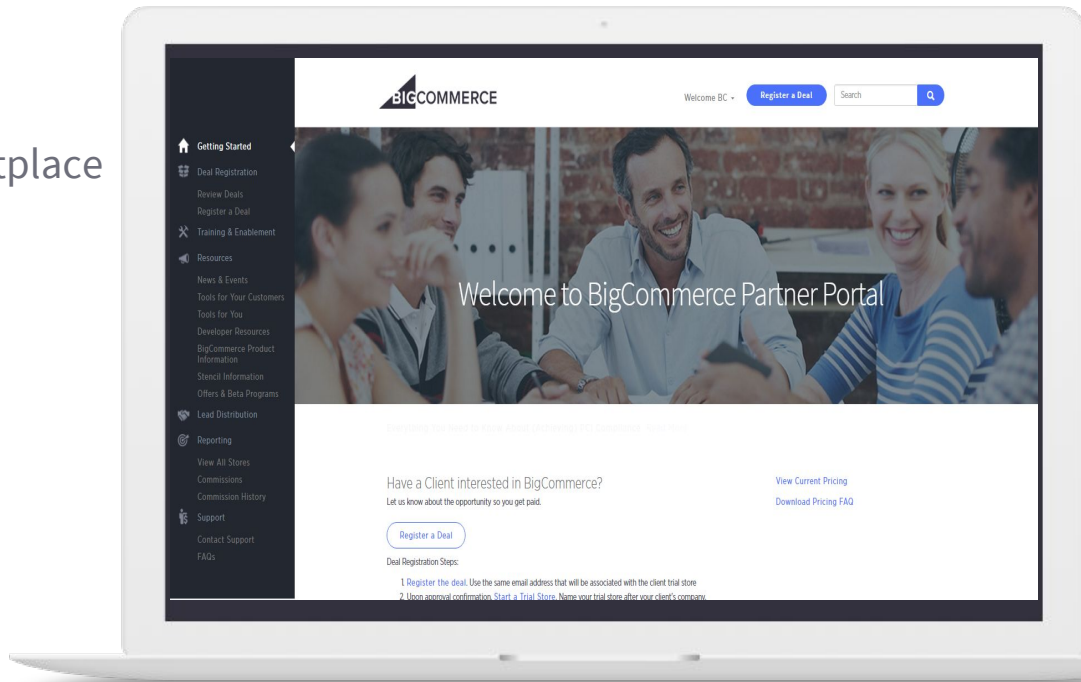 tplace
BIGCOMMERCE
Welcome BC
Register a Deal
Search
Getting Started
Deal Registration
Review Deals
Register a Deal
Training & Enablement
Resources
News & Events
Tools for Your Customers
Tools for You
Developer Resources
BigCommerce Product
Information
Stencil Information
Offers & Beta Programs
Lead Distribution
Reporting
View All Stores
Commissions
Commission History
Support
Contact Support
FAQs
Welcome to BigCommerce Partner Portal
Have a Client interested in BigCommerce?
Let us know about the opportunity so you get paid.
Register a Deal
Deal Registration Steps:
1. Register the deal. Use the same email address that will be associated with the client trial store
2. Upon approval confirmation, Start a Trial Store. Name your trial store after your client's company.
View Current Pricing
Download Pricing FAQ